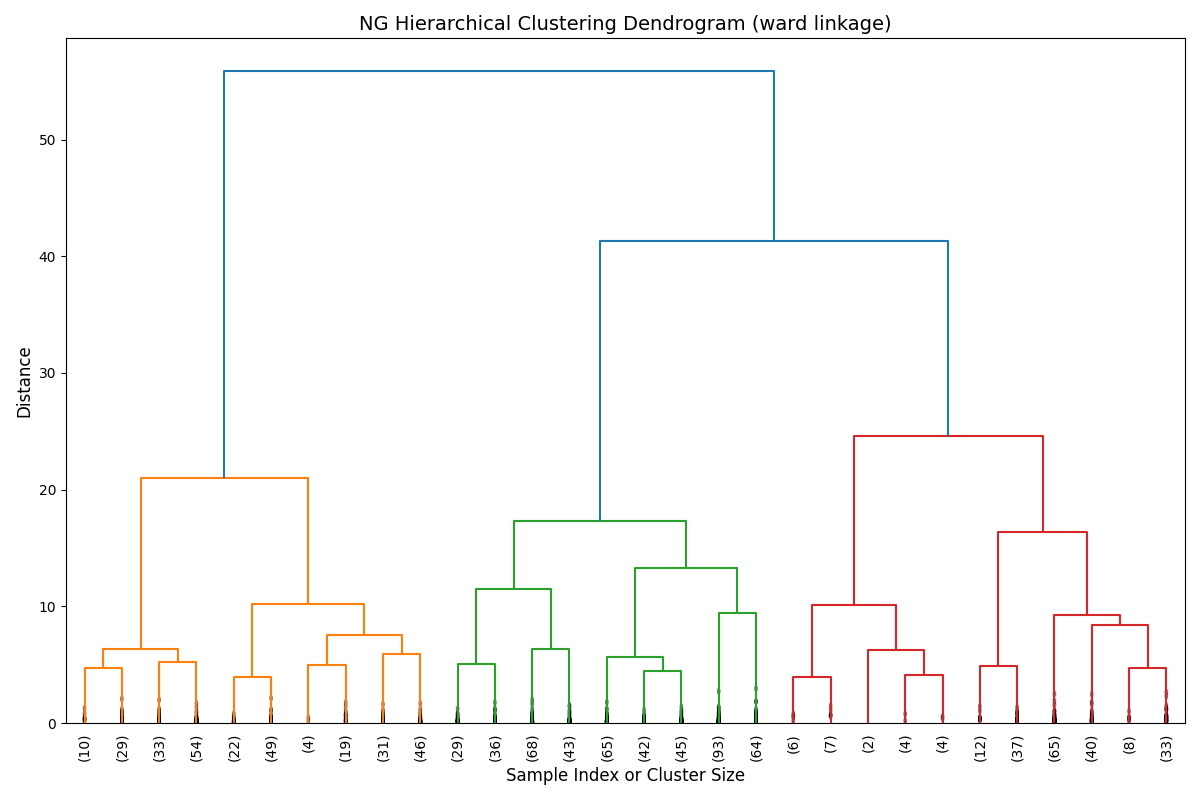 NG Hierarchical Clustering Dendrogram (ward linkage)
Distance
50
40
30
20
10
0
(10) (29) (33) (54) (22) (49) (4) (19) (31) (46) (29) (36) (68) (43) (65) (42) (45) (93) (64) (6) (7) (2) (4) (4) (12) (37) (65) (40) (8) (33)
Sample Index or Cluster Size